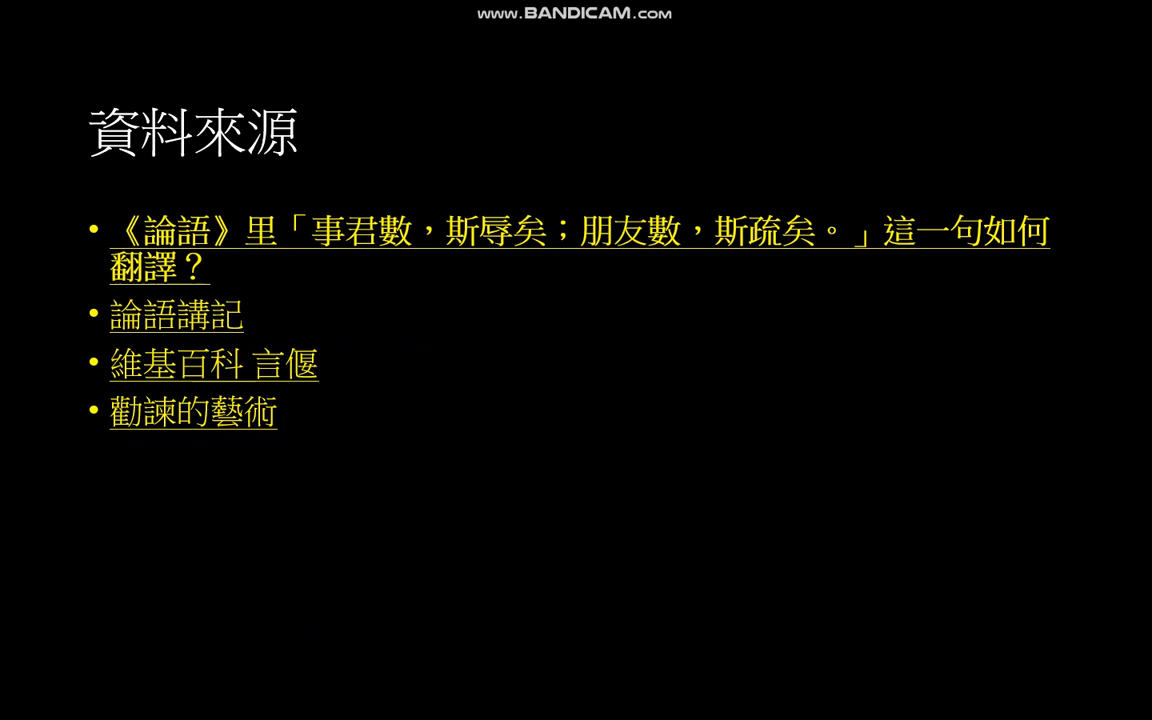 www.BANDICAM.com
資料來源
• 《論語》里「事君數，斯辱矣；朋友數，斯疏矣。」這一句如何
翻譯？
• 論語講記
• 維基百科 言偃
• 勸諫的藝術